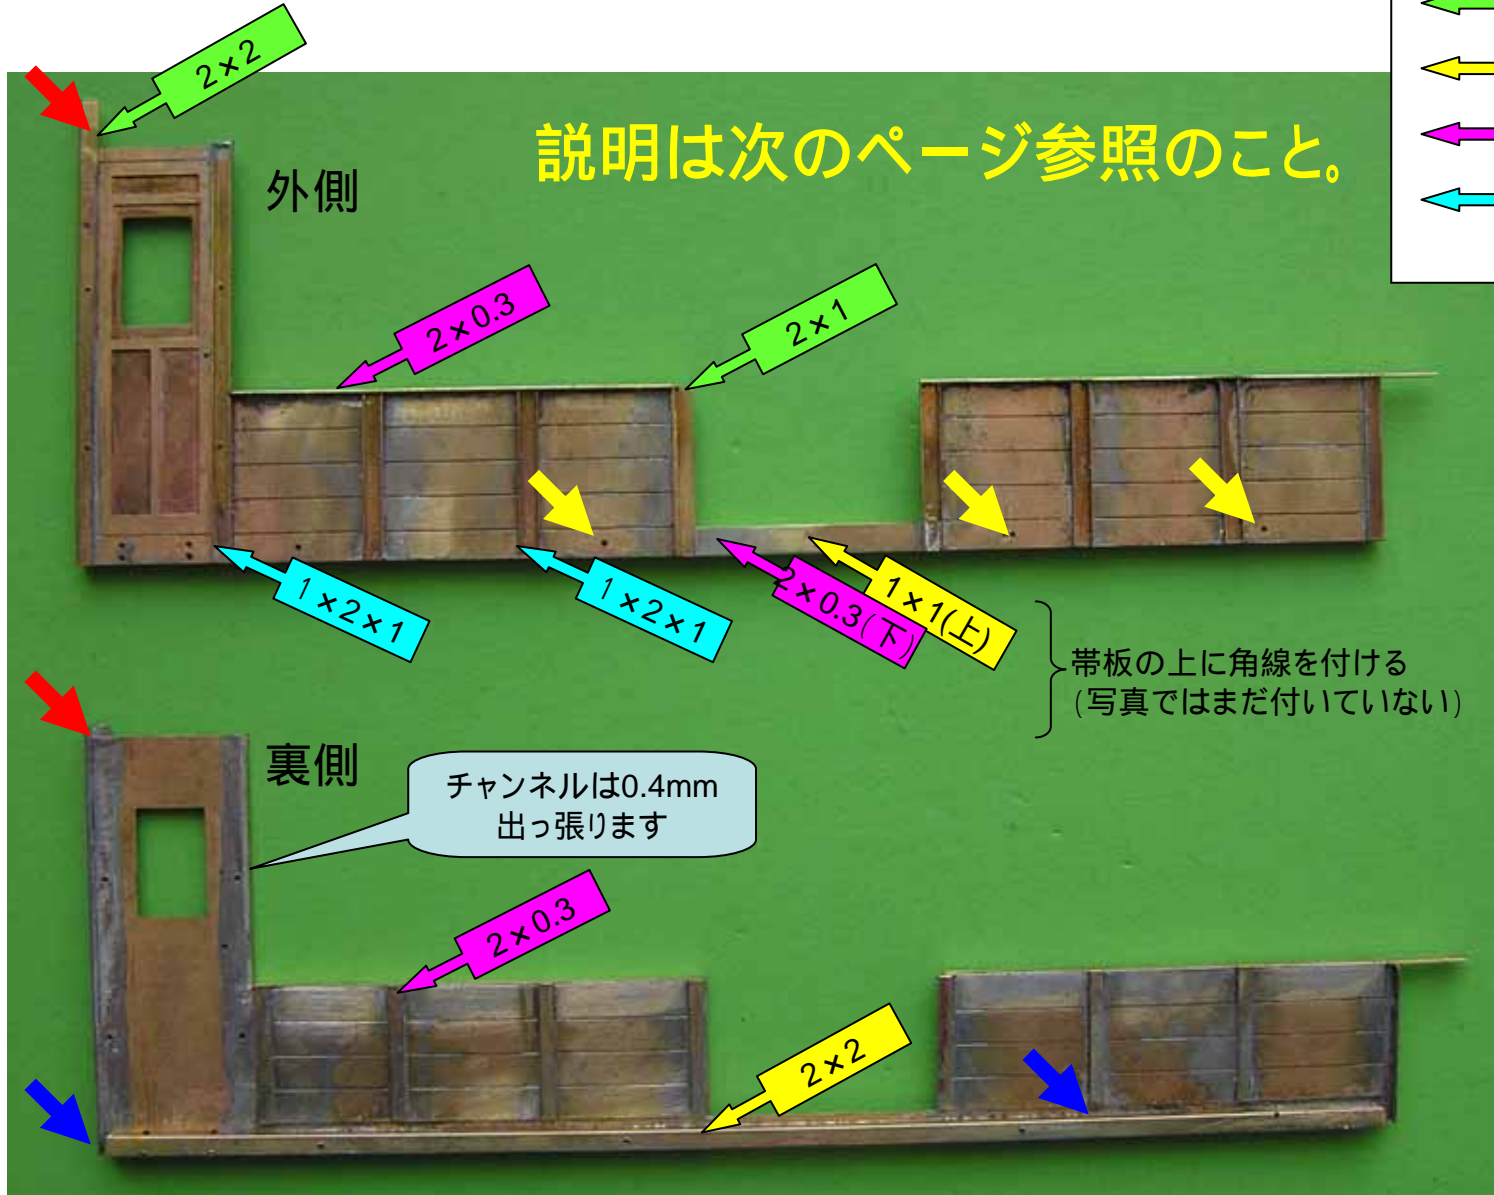 2×2
説明は次のページ参照のこと。
外側
2×0.3
2×1
1×2×1
1×2×1
2×0.3(下)
1×1(上)
帯板の上に角線を付ける
(写真ではまだ付いていない)
裏側
チャンネルは0.4mm
出っ張ります
2×0.3
2×2